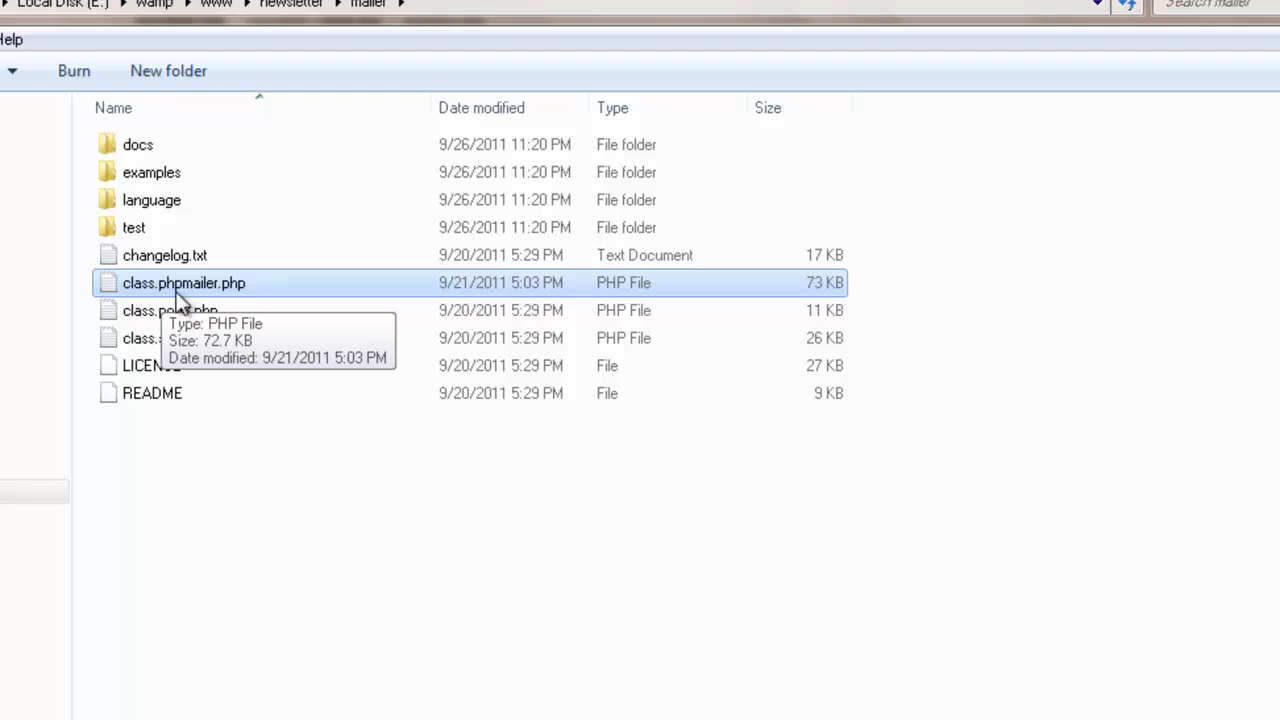 Local Disk (E:) wamp www newsletter mailer Search mailer
Help
Burn New folder
Name Date modified Type Size
docs 9/26/2011 11:20 PM File folder
examples 9/26/2011 11:20 PM File folder
language 9/26/2011 11:20 PM File folder
test 9/26/2011 11:20 PM File folder
changelog.txt 9/20/2011 5:29 PM Text Document 17 KB
class.phpmailer.php 9/21/2011 5:03 PM PHP File 73 KB
9/20/2011 5:29 PM PHP File 11 KB
Type: PHP File
class. 9/20/2011 5:29 PM PHP File 26 KB
Size: 72.7 KB
Date modified: 9/21/2011 5:03 PM
LICENSE 9/20/2011 5:29 PM File 27 KB
README 9/20/2011 5:29 PM File 9 KB